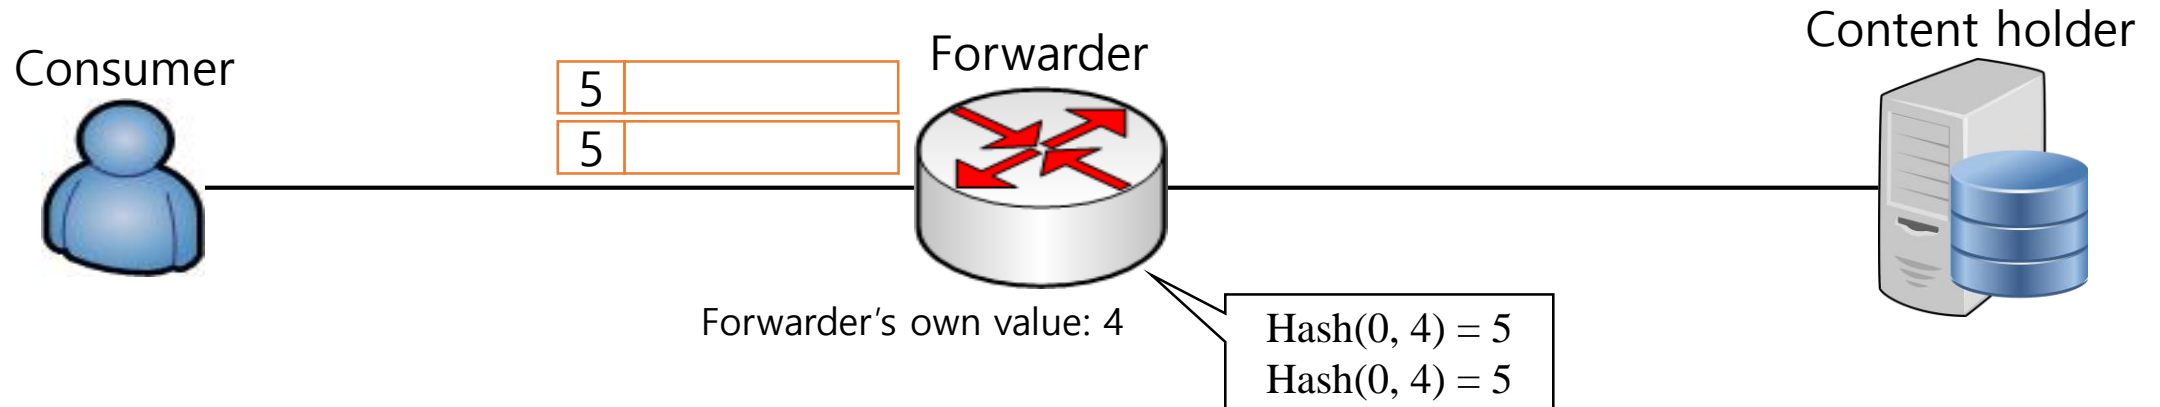 Content holder
Forwarder
Consumer
5
5
Forwarder's own value: 4
Hash(0, 4) = 5
Hash(0, 4) = 5